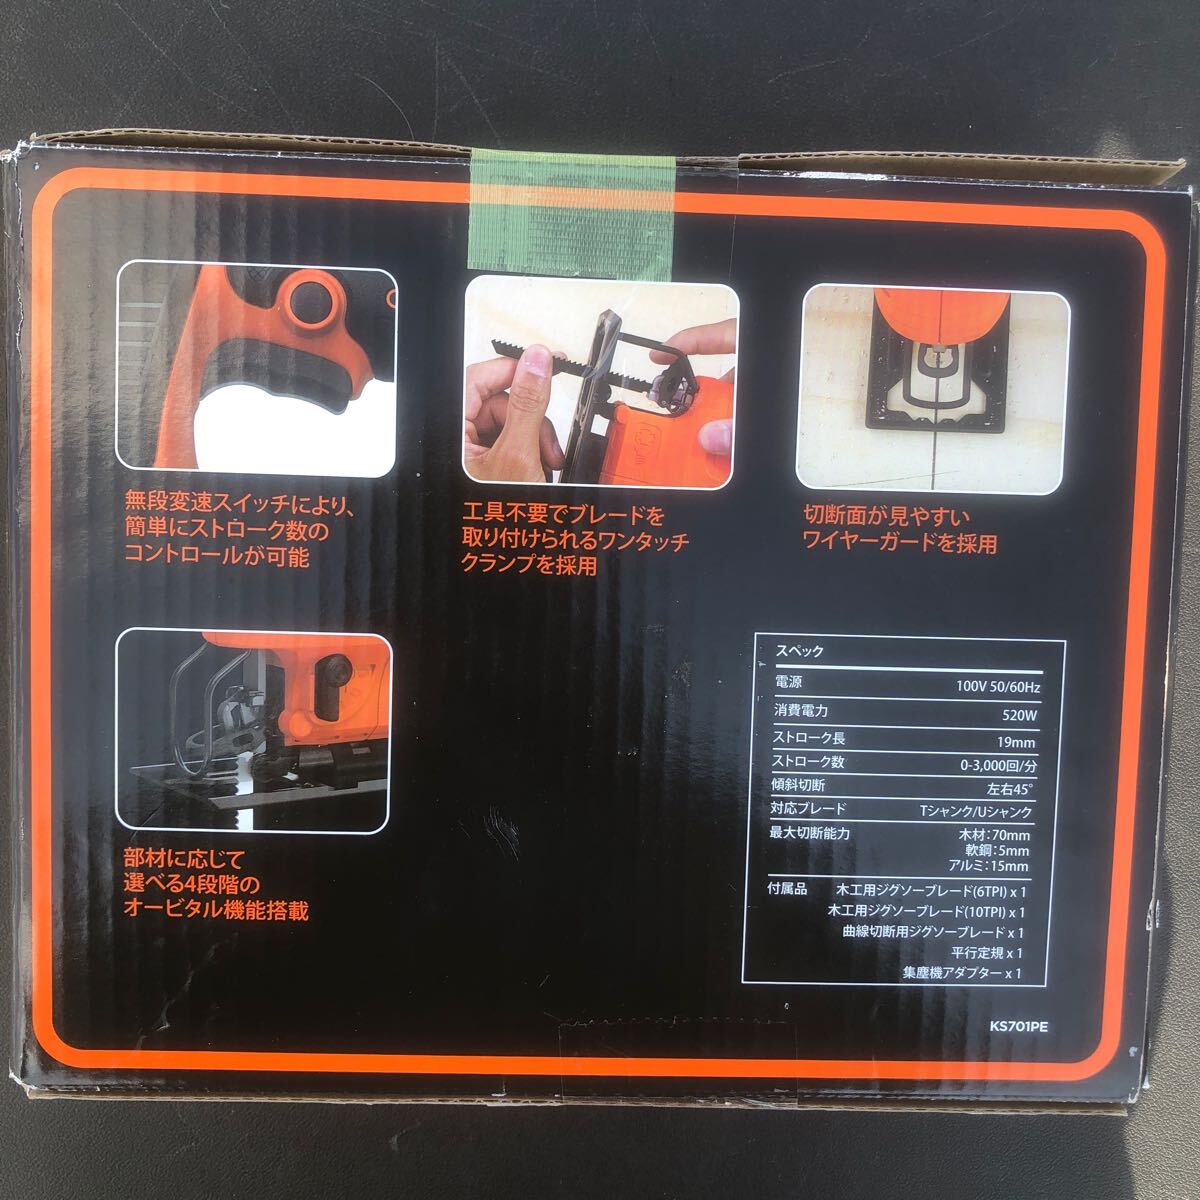 無段変速スイッチにより、
簡単にストローク数の
コントロールが可能
工具不要でブレードを
取り付けられるワンタッチ
クランプを採用
切断面が見やすい
ワイヤーガードを採用
部材に応じて
選べる4段階の
オービタル機能搭載
スペック
電源 100V 50/60Hz
消費電力 520W
ストローク長 19mm
ストローク数 0-3,000回/分
傾斜切断 左右45°
対応ブレード Tシャンク/Uシャンク
最大切断能力 木材:70mm
軟鋼:5mm
アルミ:15mm
付属品 木工用ジグソーブレード(6TPI) x 1
木工用ジグソーブレード(10TPI) x 1
曲線切断用ジグソーブレード x 1
平行定規 x 1
集塵機アダプター x 1
KS701PE